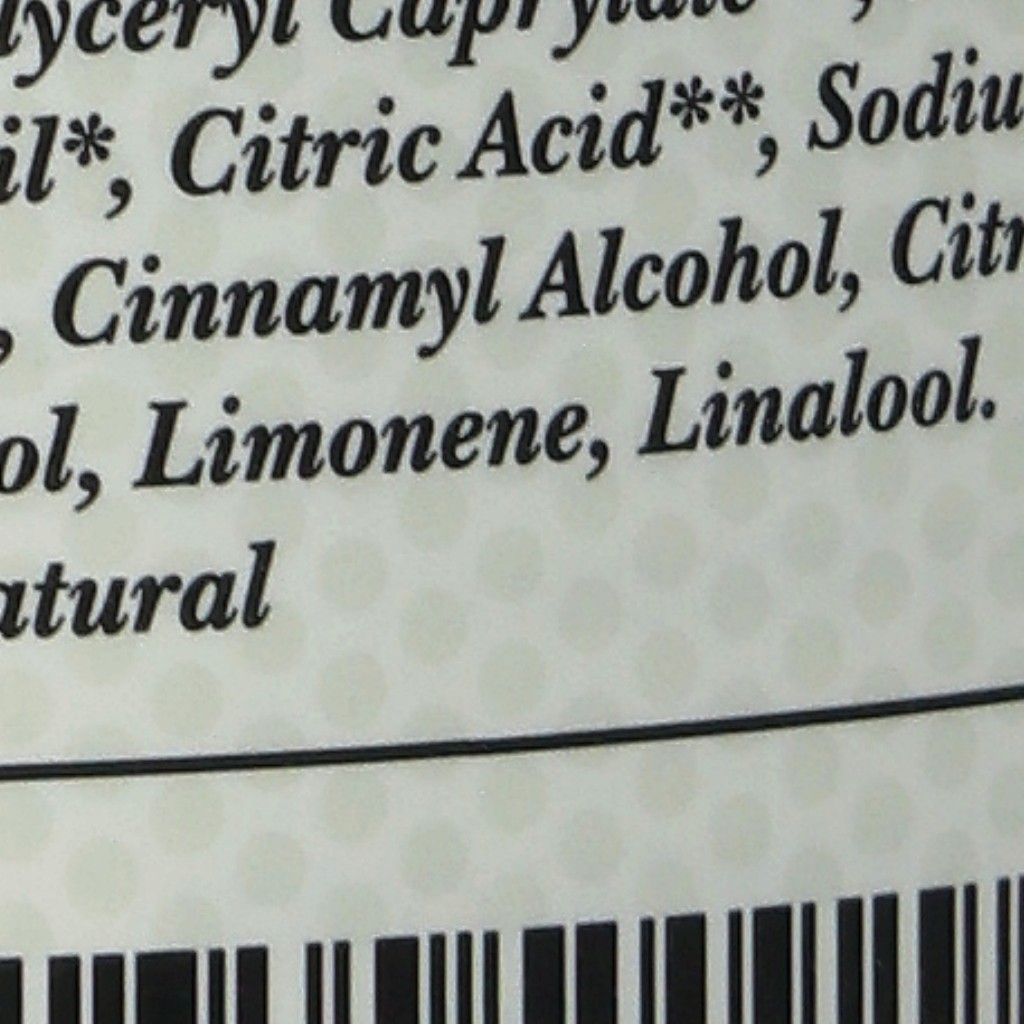 lyceryl Caprylate**,
il*, Citric Acid**, Sodiu
, Cinnamyl Alcohol, Citr
ol, Limonene, Linalool.
atural